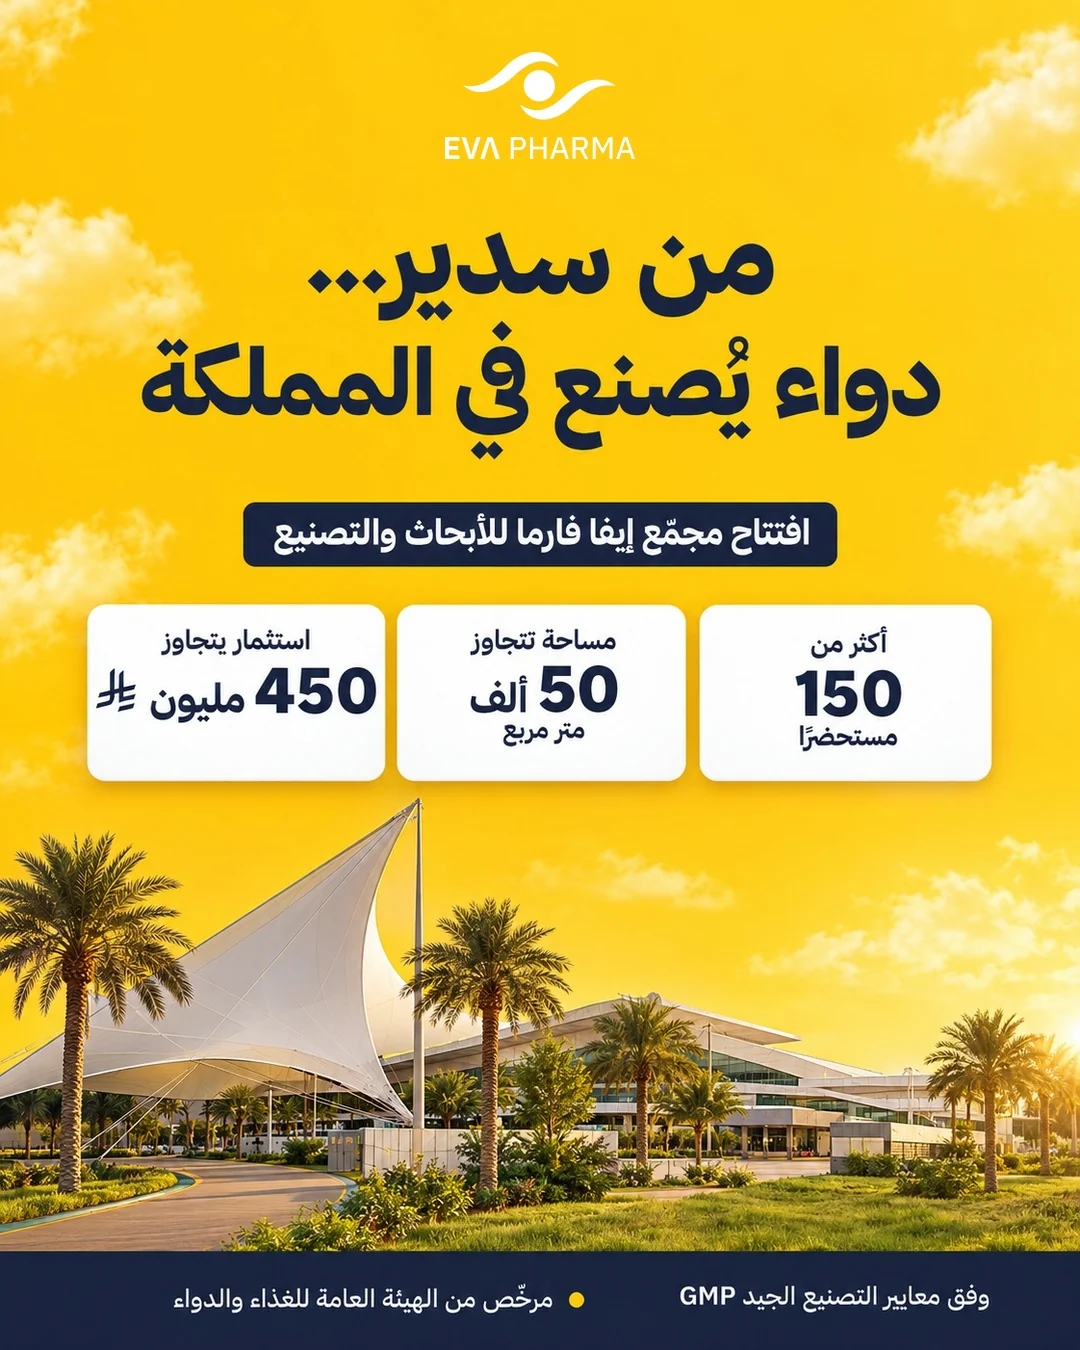 EVA PHARMA
من سدير...
دواء يُصنع في المملكة
افتتاح مجمّع إيفا فارما للأبحاث والتصنيع
أكثر من
150
مستحضرًا
مساحة تتجاوز
50 ألف
متر مربع
استثمار يتجاوز
450 مليون ⃁
وفق معايير التصنيع الجيد GMP
مرخّص من الهيئة العامة للغذاء والدواء